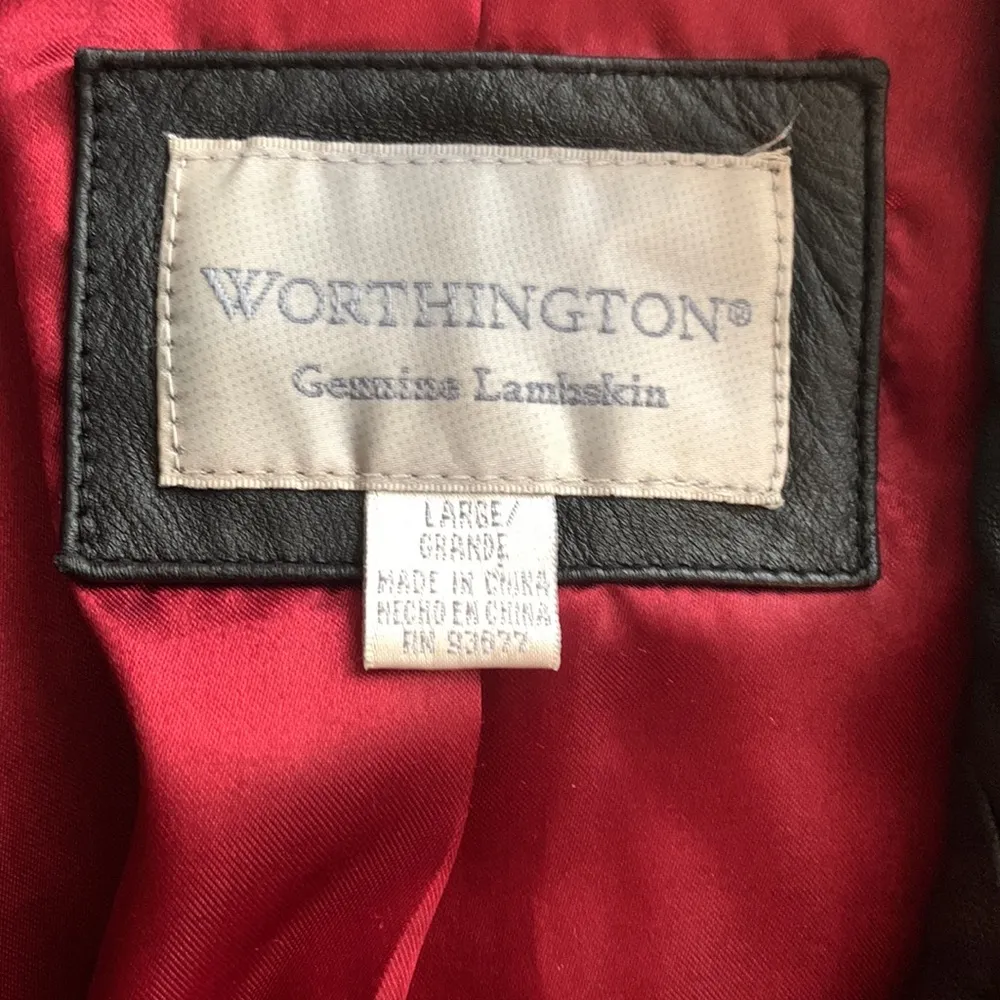 WORTHINGTON®
Genuine Lambskin
LARGE/
GRANDE
MADE IN CHINA
HECHO EN CHINA
RN 93677